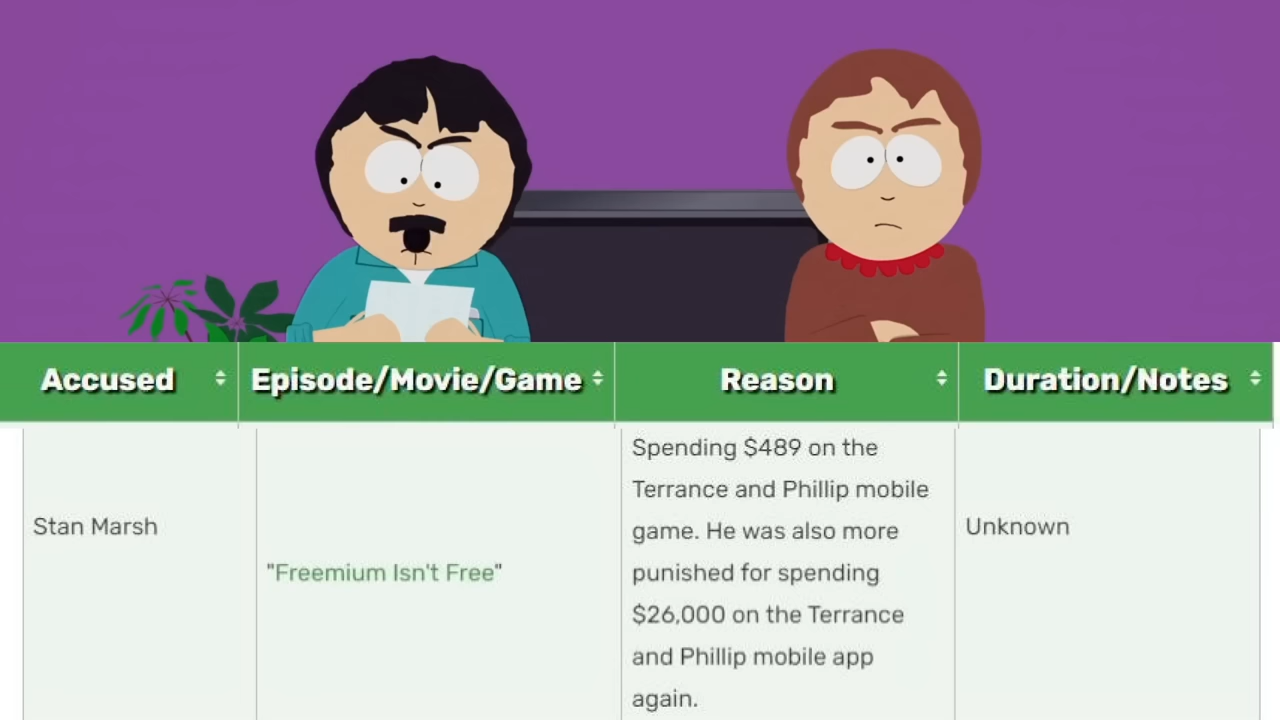 Accused Episode/Movie/Game Reason Duration/Notes
Spending $489 on the
Terrance and Phillip mobile
Stan Marsh game. He was also more Unknown
"Freemium Isn't Free" punished for spending
$26,000 on the Terrance
and Phillip mobile app
again.